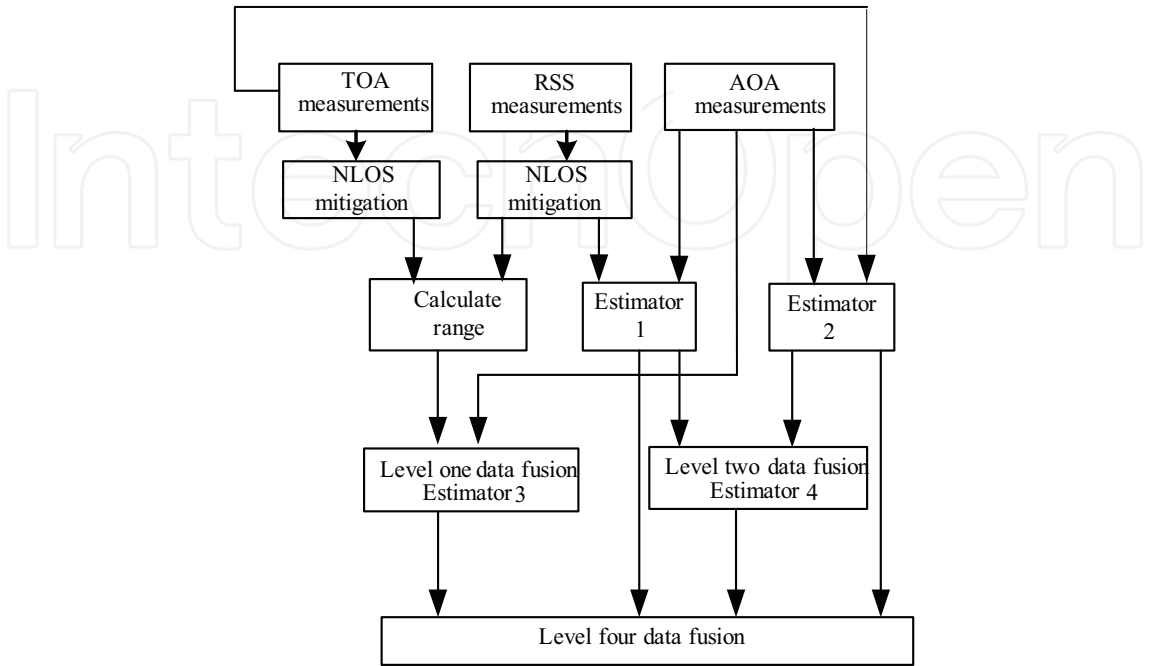 TOA
measurements
RSS
measurements
AOA
measurements
NLOS
mitigation
NLOS
mitigation
Calculate
range
Estimator
1
Estimator
2
Level one data fusion
Estimator 3
Level two data fusion
Estimator 4
Level four data fusion
IntechOpen